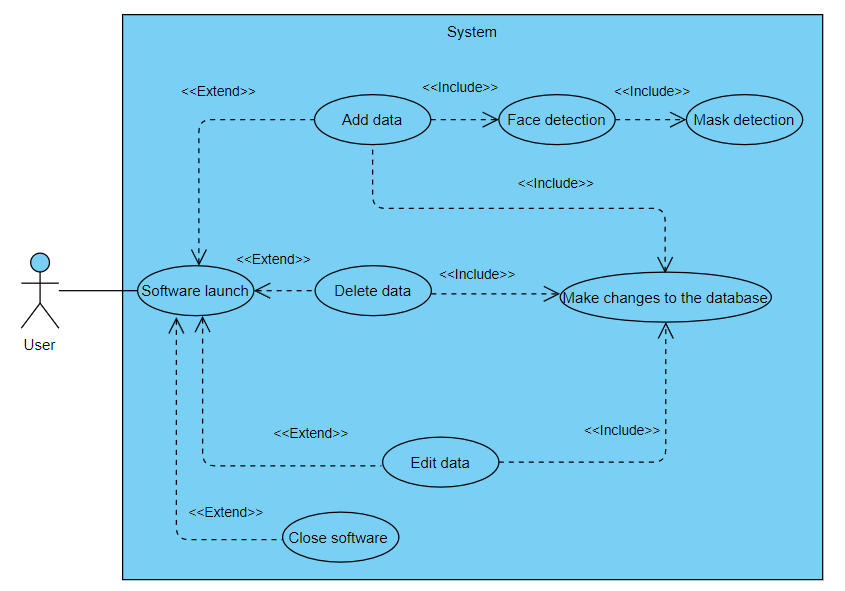 System
<<Extend>>
<<Include>>
<<Include>>
Add data
Face detection
Mask detection
<<Include>>
<<Extend>>
<<Include>>
Software launch
Delete data
Make changes to the database
User
<<Extend>>
<<Include>>
Edit data
<<Extend>>
Close software